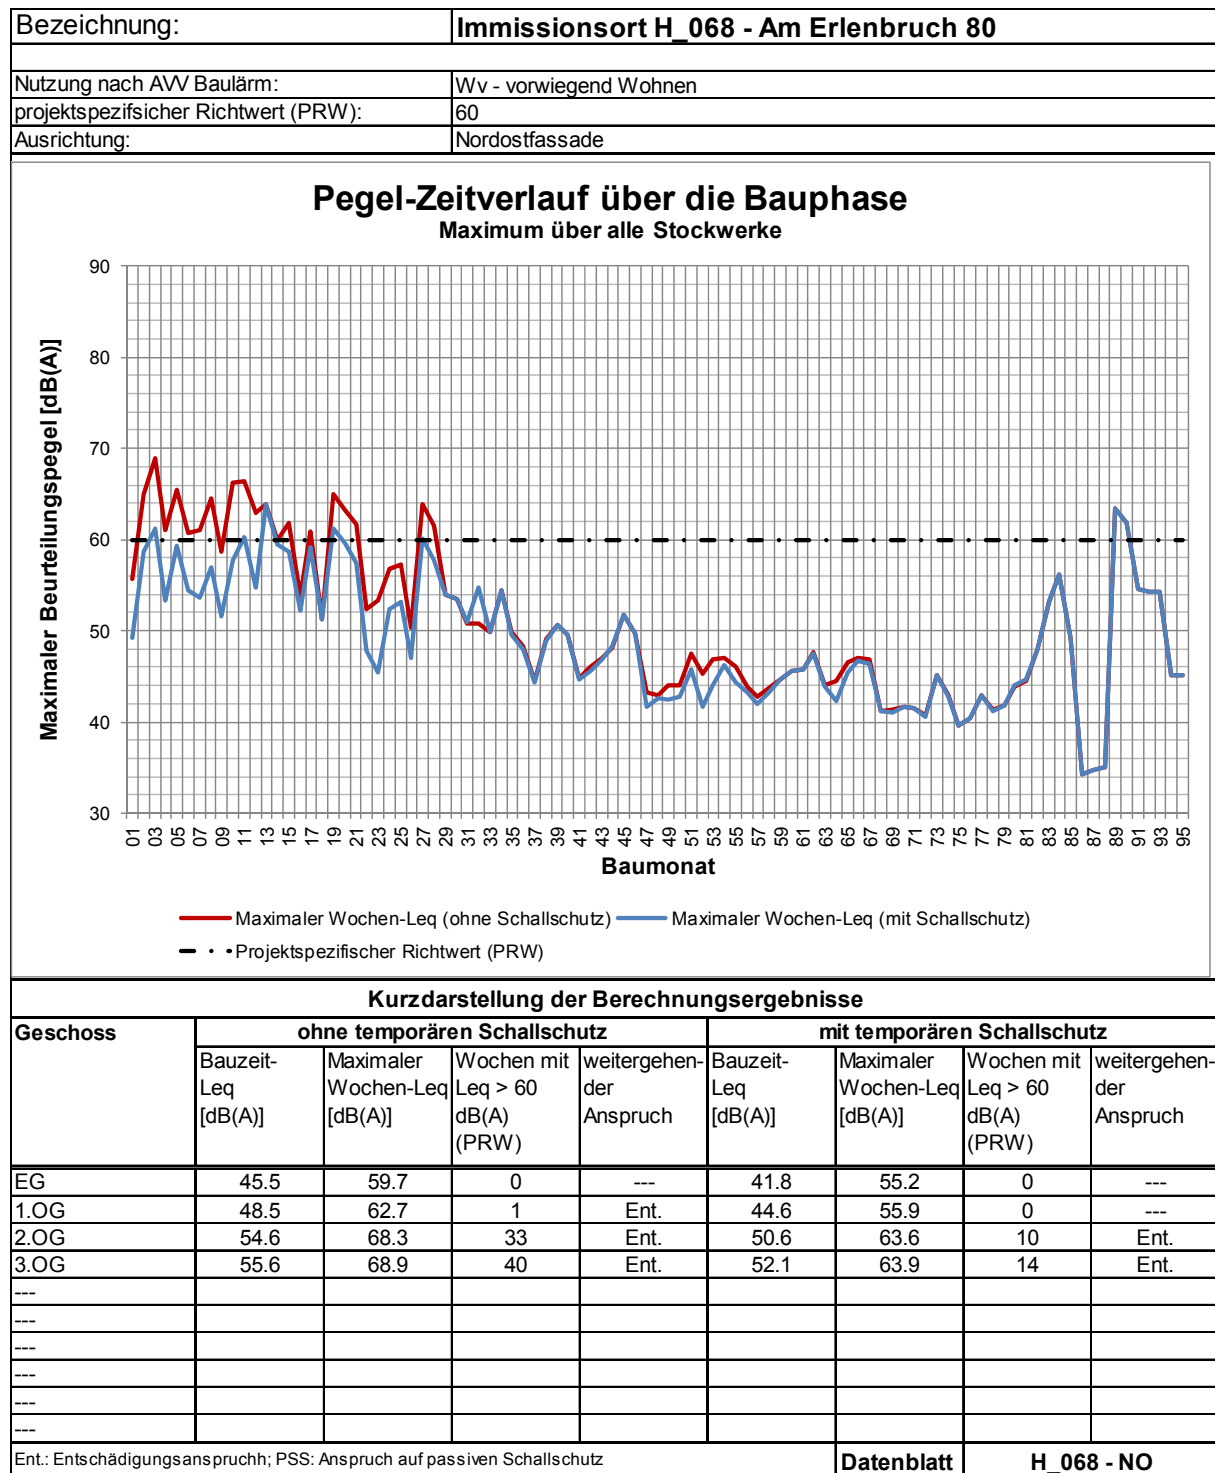 Bezeichnung: Immissionsort H_068 - Am Erlenbruch 80
Nutzung nach AVV Baulärm: Wv - vorwiegend Wohnen
projektspezifsicher Richtwert (PRW): 60
Ausrichtung: Nordostfassade
Pegel-Zeitverlauf über die Bauphase
Maximum über alle Stockwerke
Maximaler Beurteilungspegel [dB(A)]
90
80
70
60
50
40
30
01 03 05 07 09 11 13 15 17 19 21 23 25 27 29 31 33 35 37 39 41 43 45 47 49 51 53 55 57 59 61 63 65 67 69 71 73 75 77 79 81 83 85 87 89 91 93 95
Baumonat
Maximaler Wochen-Leq (ohne Schallschutz) Maximaler Wochen-Leq (mit Schallschutz)
Projektspezifischer Richtwert (PRW)
Kurzdarstellung der Berechnungsergebnisse
Geschoss ohne temporären Schallschutz mit temporären Schallschutz
Bauzeit- Maximaler Wochen mit weitergehen- Bauzeit- Maximaler Wochen mit weitergehen-
Leq Wochen-Leq Leq > 60 der Leq Wochen-Leq Leq > 60 der
[dB(A)] [dB(A)] dB(A) Anspruch [dB(A)] [dB(A)] dB(A) Anspruch
(PRW) (PRW)
EG 45.5 59.7 0 --- 41.8 55.2 0 ---
1.OG 48.5 62.7 1 Ent. 44.6 55.9 0 ---
2.OG 54.6 68.3 33 Ent. 50.6 63.6 10 Ent.
3.OG 55.6 68.9 40 Ent. 52.1 63.9 14 Ent.
---
---
---
---
---
---
Ent.: Entschädigungsanspruchh; PSS: Anspruch auf passiven Schallschutz Datenblatt H_068 - NO